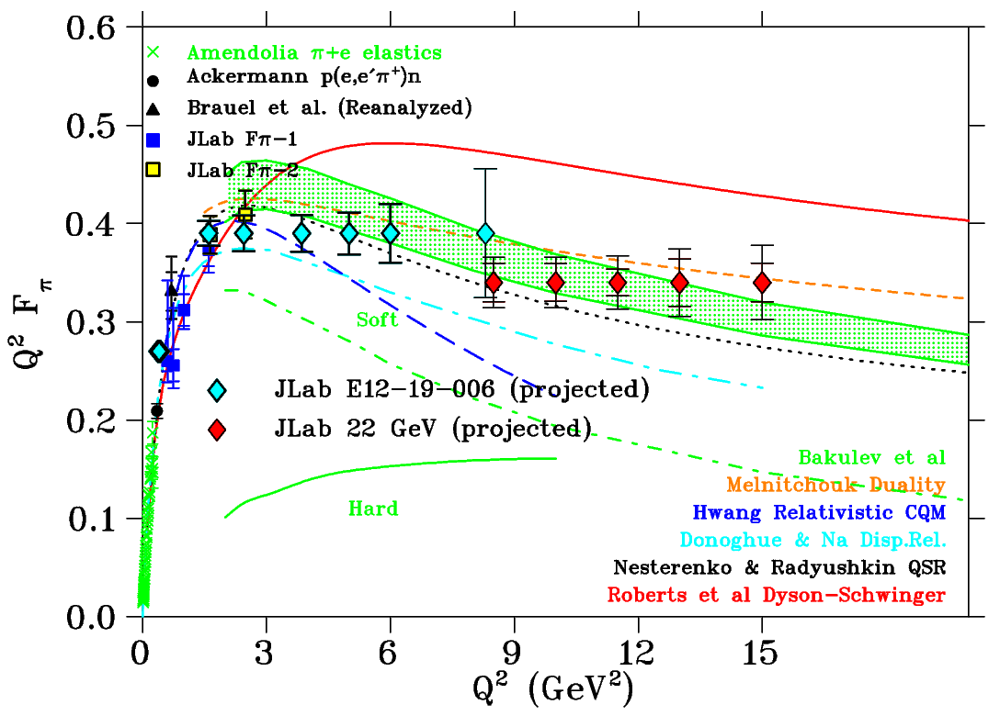 0.6
0.5
0.4
0.3
0.2
0.1
0.0
Q² Fπ
× Amendolia π+e elastics
Ackermann p(e,e′π⁺)n
Brauel et al. (Reanalyzed)
JLab Fπ−1
JLab Fπ−2
Soft
JLab E12−19−006 (projected)
JLab 22 GeV (projected)
Hard
Bakulev et al
Melnitchouk Duality
Hwang Relativistic CQM
Donoghue & Na Disp.Rel.
Nesterenko & Radyushkin QSR
Roberts et al Dyson−Schwinger
0 3 6 9 12 15
Q² (GeV²)